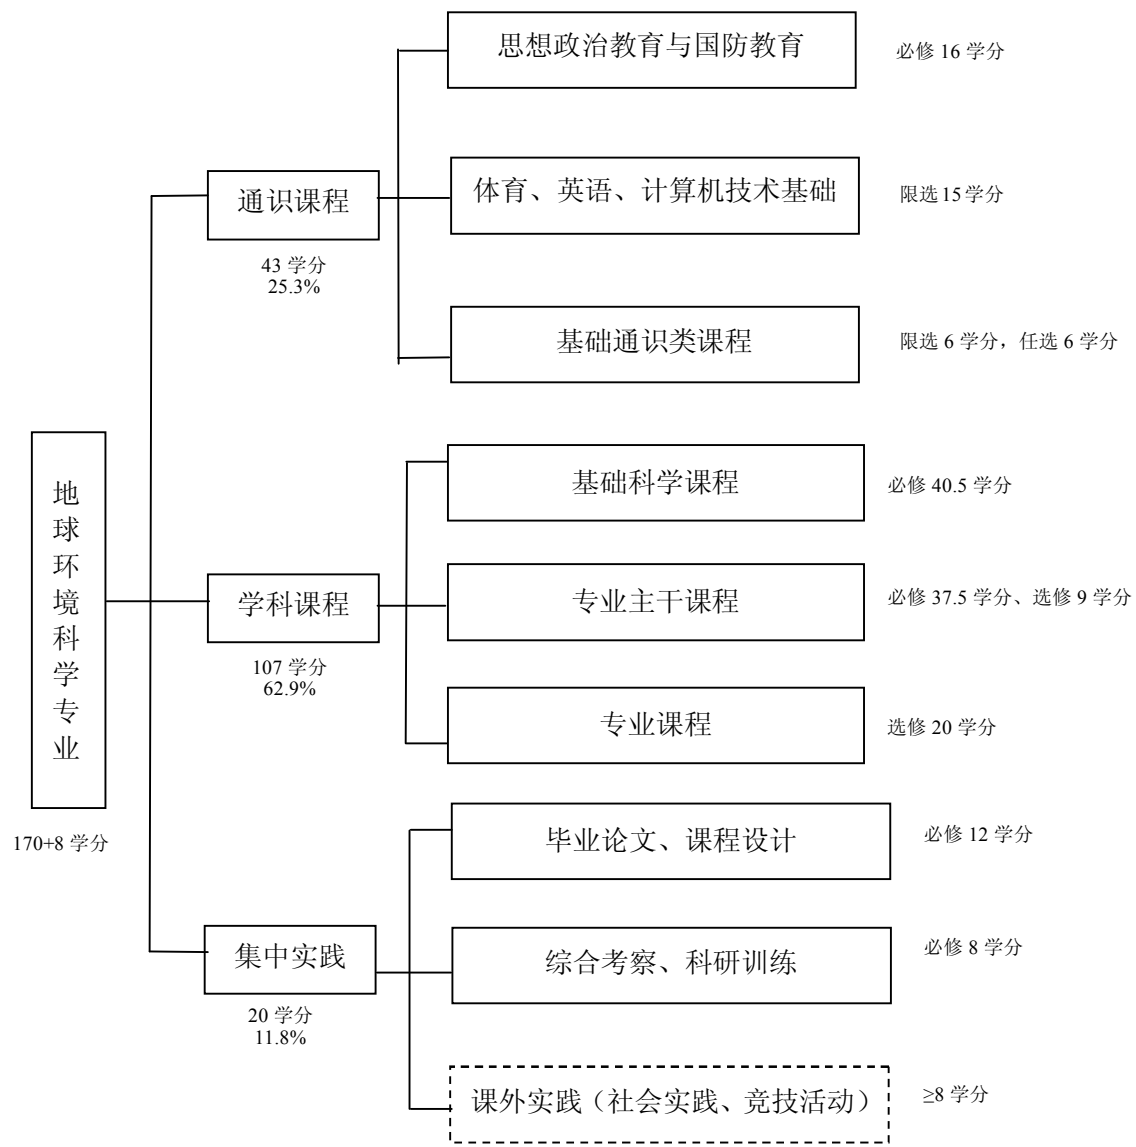 思想政治教育与国防教育
必修 16 学分
通识课程
43 学分
25.3%
体育、英语、计算机技术基础
限选 15 学分
基础通识类课程
限选 6 学分，任选 6 学分
地球环境科学专业
170+8 学分
基础科学课程
必修 40.5 学分
学科课程
107 学分
62.9%
专业主干课程
必修 37.5 学分、选修 9 学分
专业课程
选修 20 学分
毕业论文、课程设计
必修 12 学分
集中实践
20 学分
11.8%
综合考察、科研训练
必修 8 学分
课外实践（社会实践、竞技活动）
≥8 学分